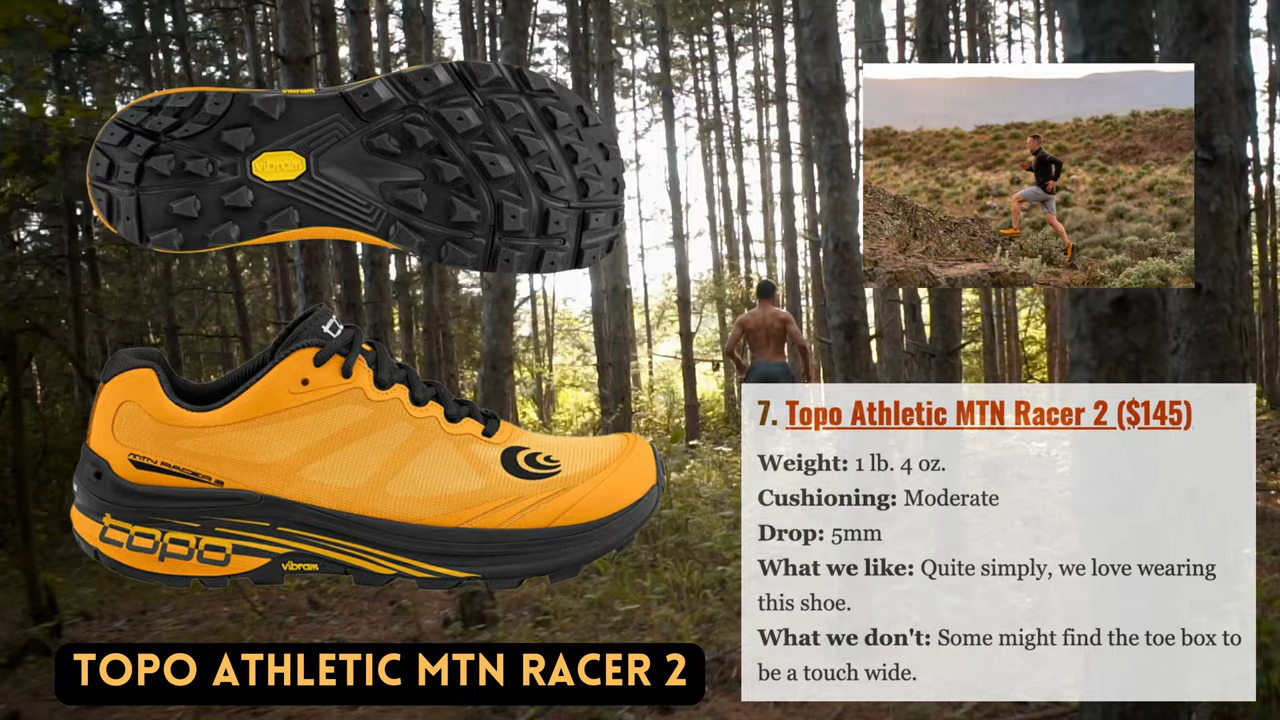 vibram
MTN RACER 2
topo
vibram
TOPO ATHLETIC MTN RACER 2
7. Topo Athletic MTN Racer 2 ($145)
Weight: 1 lb. 4 oz.
Cushioning: Moderate
Drop: 5mm
What we like: Quite simply, we love wearing
this shoe.
What we don't: Some might find the toe box to
be a touch wide.